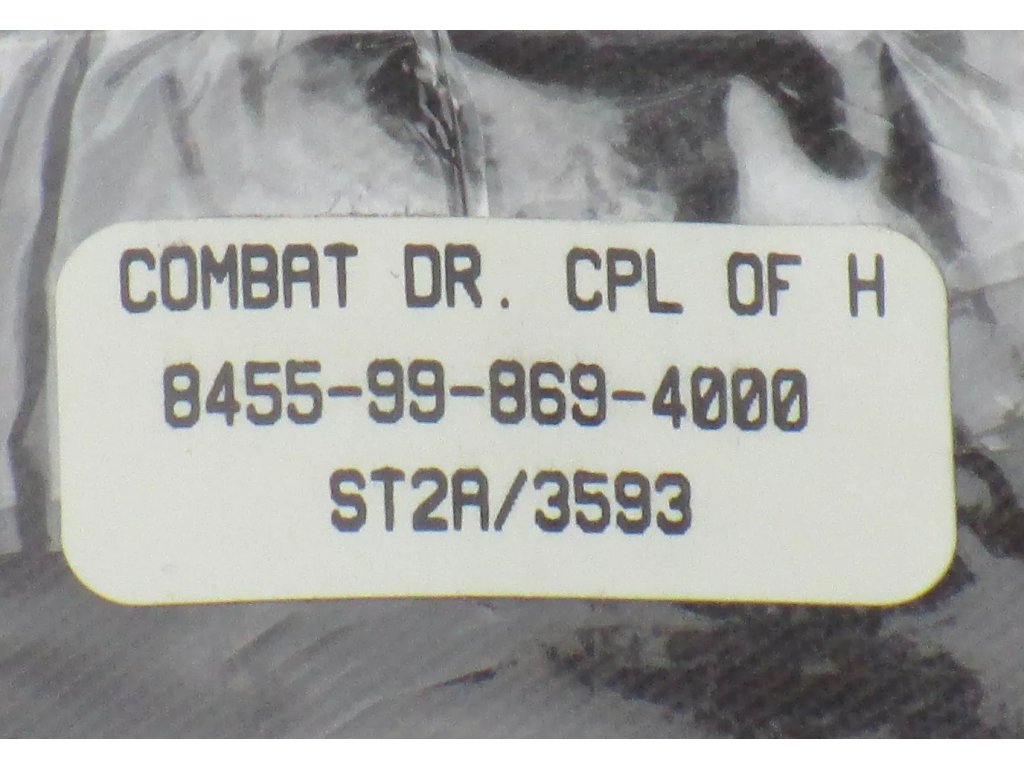 COMBAT DR. CPL OF H
8455-99-869-4000
ST2A/3593